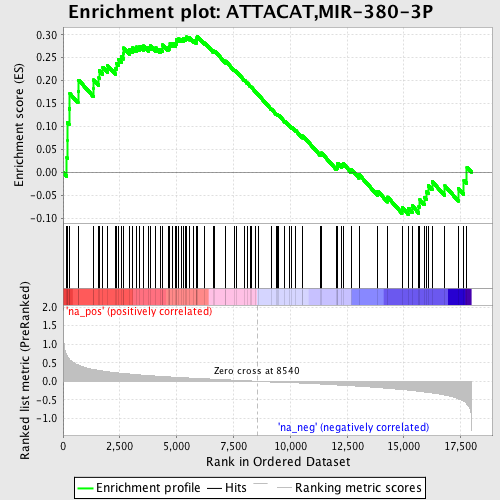 Enrichment plot: ATTACAT,MIR-380-3P
Enrichment score (ES)
0.30
0.25
0.20
0.15
0.10
0.05
0.00
-0.05
-0.10
'na_pos' (positively correlated)
Ranked list metric (PreRanked)
2.0
1.5
1.0
0.5
0.0
-0.5
-1.0
Zero cross at 8540
'na_neg' (negatively correlated)
0 2,500 5,000 7,500 10,000 12,500 15,000 17,500
Rank in Ordered Dataset
Enrichment profile Hits Ranking metric scores